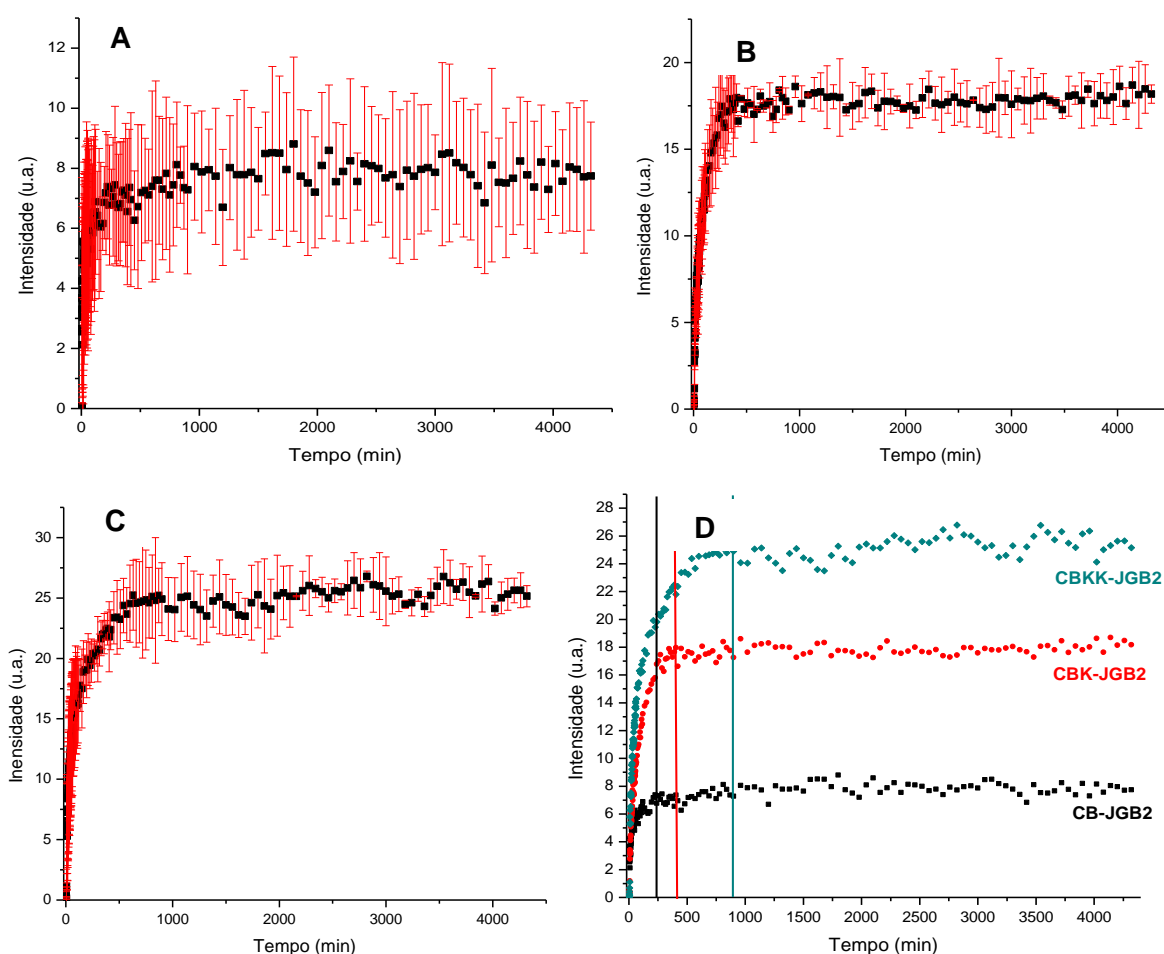 A
12
10
8
6
4
2
0
Intensidade (u.a.)
0 1000 2000 3000 4000
Tempo (min)
B
20
15
10
5
0
Intensidade (u.a.)
0 1000 2000 3000 4000
Tempo (min)
C
30
25
20
15
10
5
0
Inensidade (u.a.)
0 1000 2000 3000 4000
Tempo (min)
D
28
26
24
22
20
18
16
14
12
10
8
6
4
2
0
Intensidade (u.a.)
CBKK-JGB2
CBK-JGB2
CB-JGB2
0 500 1000 1500 2000 2500 3000 3500 4000
Tempo (min)